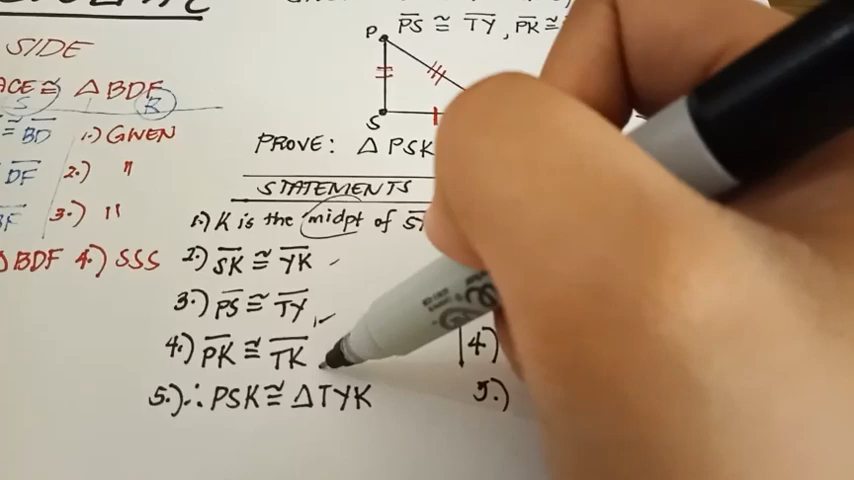 SIDE
ACE ≅ △ BDF
S
R
≅ BD 1.) GIVEN
DF 2.) "
BF 3.) "
△BDF 4.) SSS
PS ≅ TY, PK ≅
P
S
PROVE: △ PSK
STATEMENTS
1.) K is the midpt of
2.) SK ≅ YK
3.) PS ≅ TY
4.) PK ≅ TK
5.) ∴ PSK ≅ △TYK
4.)
5.)